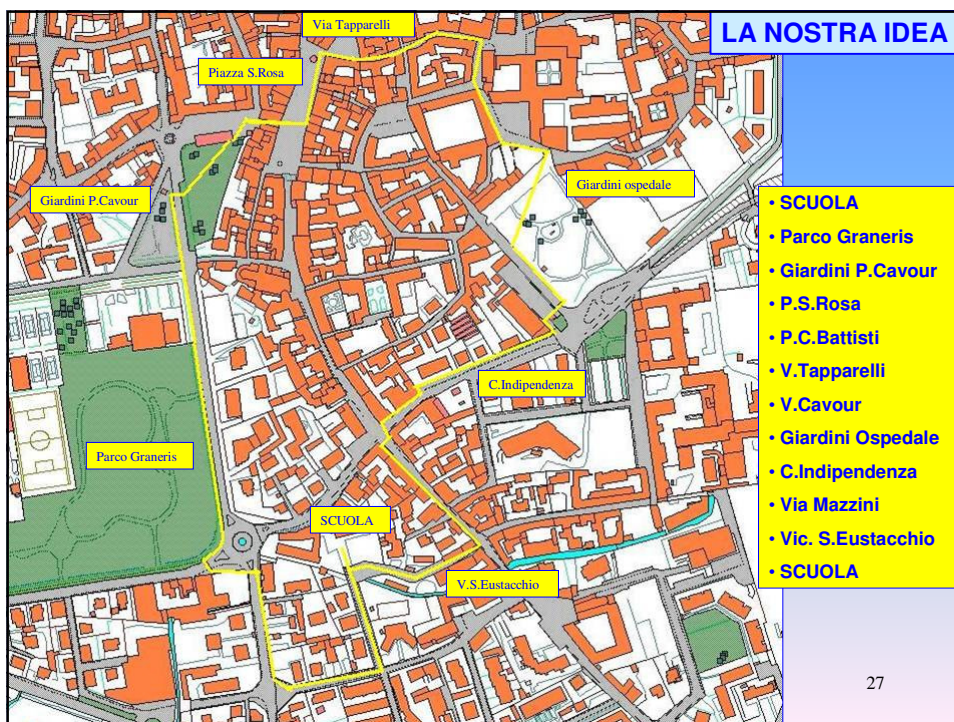 LA NOSTRA IDEA
Via Tapparelli
Piazza S.Rosa
Giardini P.Cavour
Giardini ospedale
C.Indipendenza
Parco Graneris
SCUOLA
V.S.Eustacchio
• SCUOLA
• Parco Graneris
• Giardini P.Cavour
• P.S.Rosa
• P.C.Battisti
• V.Tapparelli
• V.Cavour
• Giardini Ospedale
• C.Indipendenza
• Via Mazzini
• Vic. S.Eustacchio
• SCUOLA
27